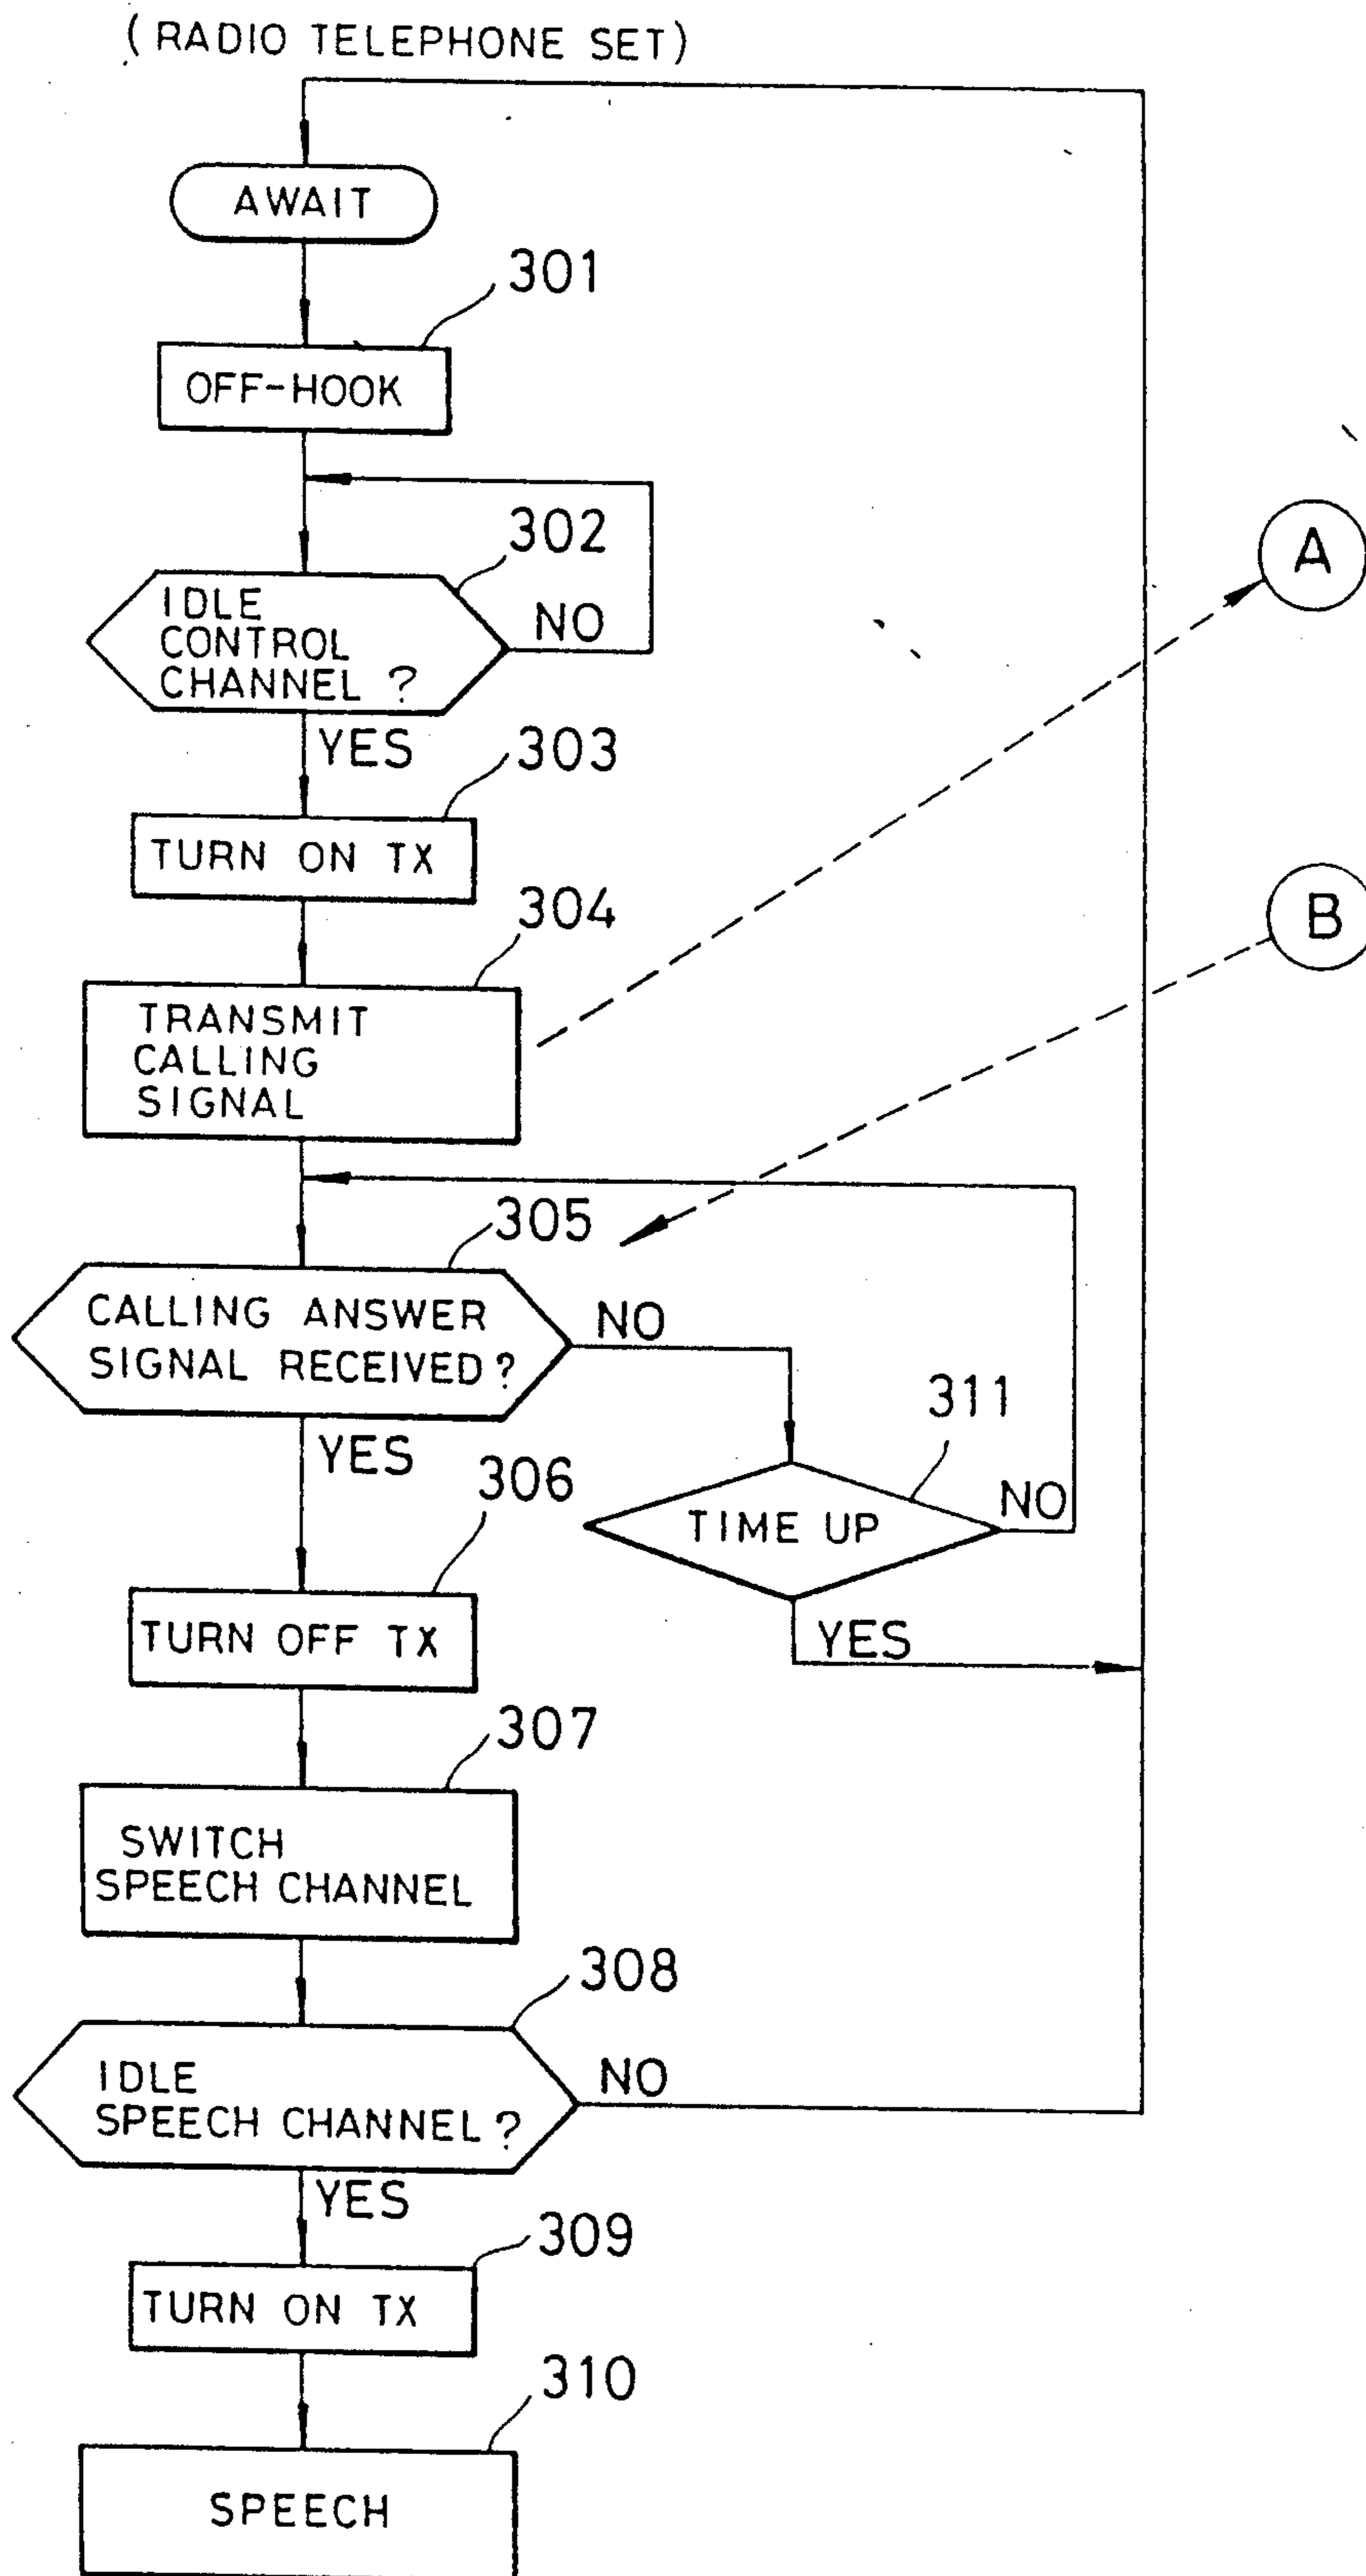 (RADIO TELEPHONE SET)
AWAIT
301
OFF-HOOK
302
IDLE
CONTROL
CHANNEL ?
NO
A
YES
303
TURN ON TX
B
304
TRANSMIT
CALLING
SIGNAL
305
CALLING ANSWER
SIGNAL RECEIVED?
NO
311
YES
TIME UP
NO
306
YES
TURN OFF TX
307
SWITCH
SPEECH CHANNEL
308
IDLE
SPEECH CHANNEL?
NO
YES
309
TURN ON TX
310
SPEECH